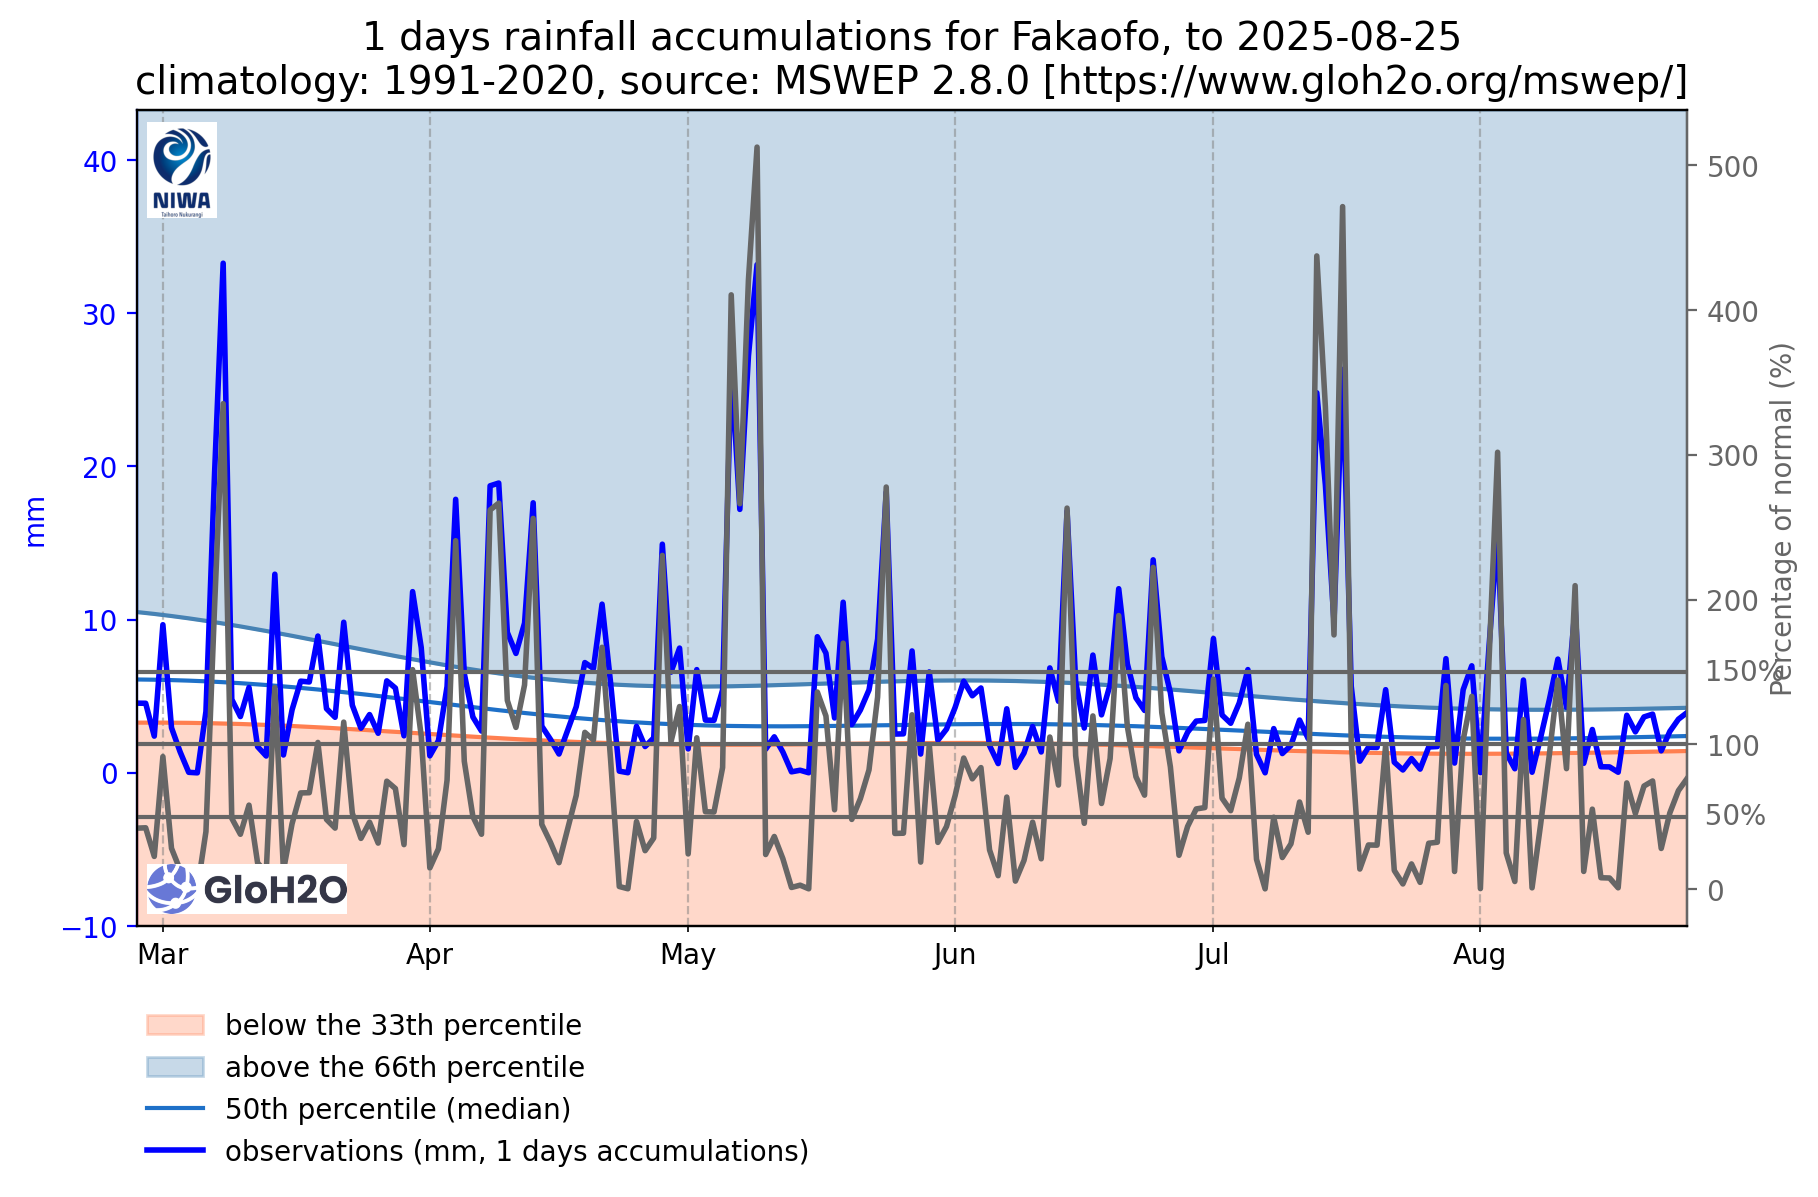 1 days rainfall accumulations for Fakaofo, to 2025-08-25
climatology: 1991-2020, source: MSWEP 2.8.0 [https://www.gloh2o.org/mswep/]
NIWA
Taihoro Nukurangi
40
30
20
10
0
−10
mm
500
400
300
200
150%
100
50%
0
Percentage of normal (%)
GloH2O
Mar
Apr
May
Jun
Jul
Aug
below the 33th percentile
above the 66th percentile
50th percentile (median)
observations (mm, 1 days accumulations)